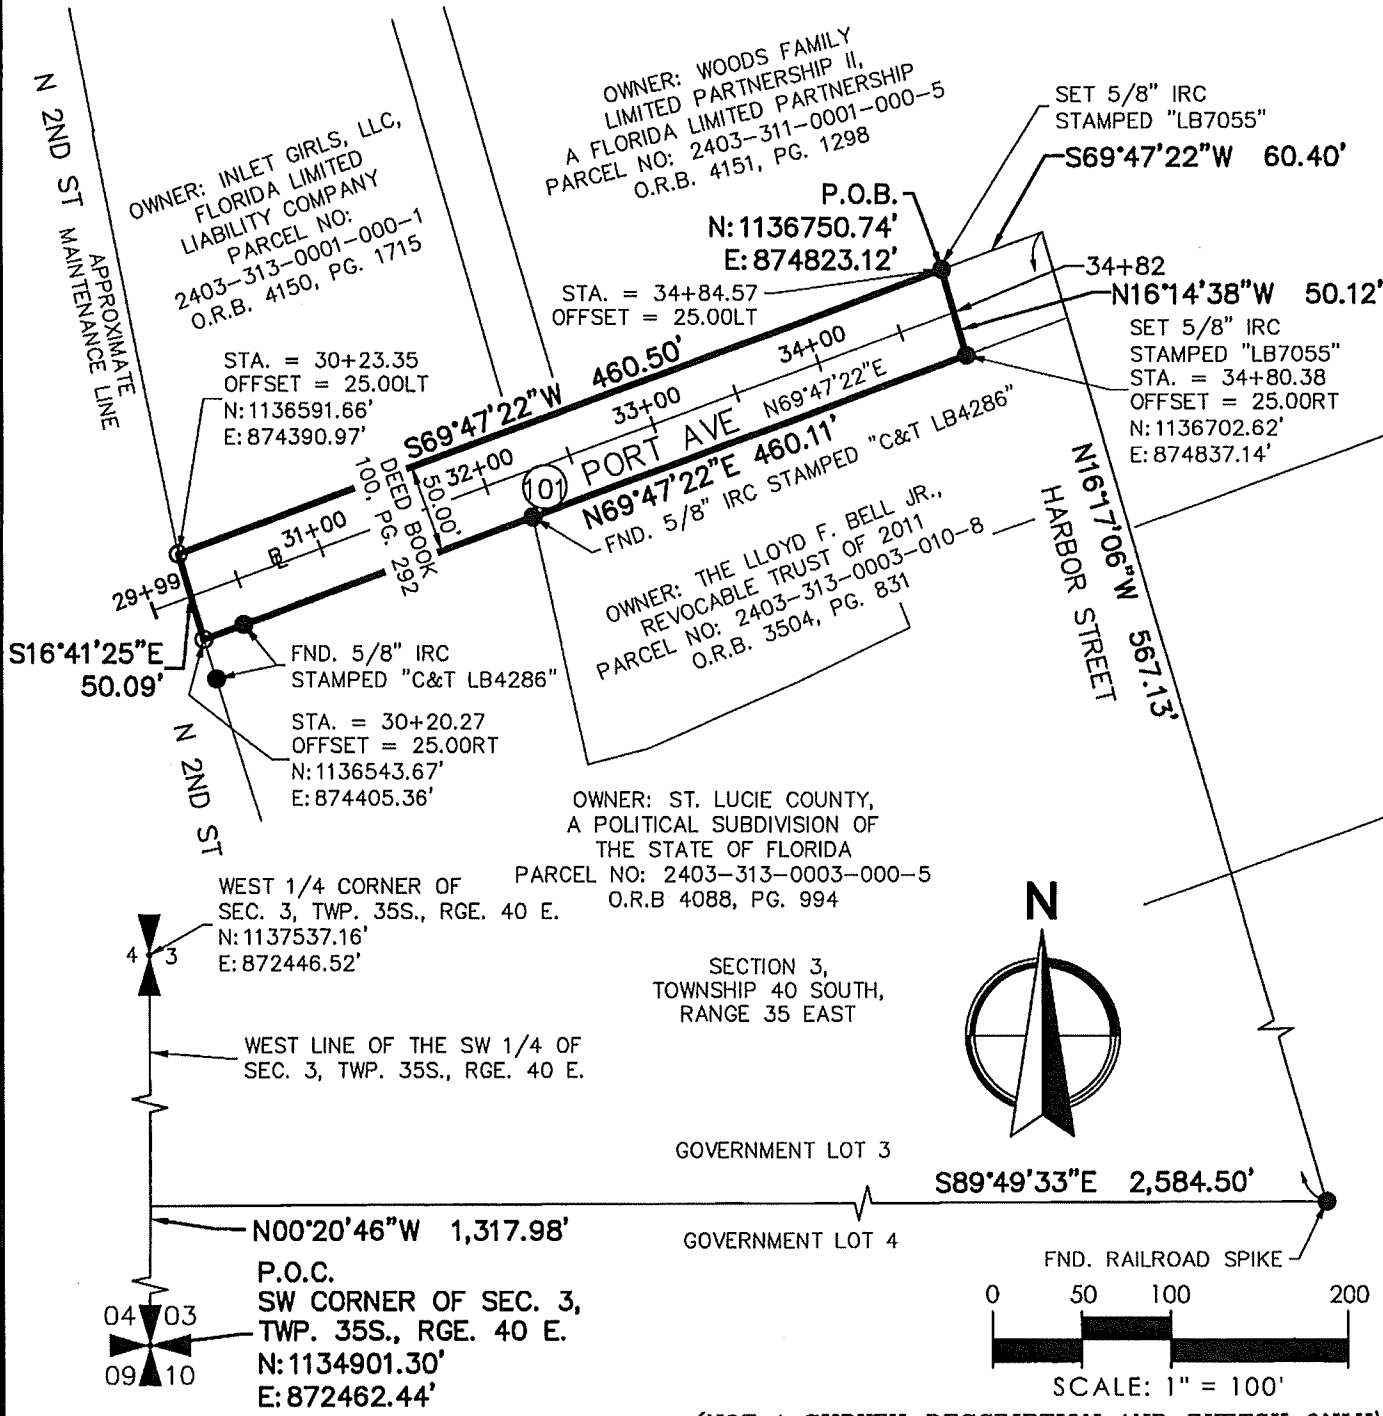 N 2ND ST
APPROXIMATE
MAINTENANCE LINE
OWNER: INLET GIRLS, LLC,
FLORIDA LIMITED
LIABILITY COMPANY
PARCEL NO:
2403-313-0001-000-1
O.R.B. 4150, PG. 1715
OWNER: WOODS FAMILY
LIMITED PARTNERSHIP II,
A FLORIDA LIMITED PARTNERSHIP
PARCEL NO: 2403-311-0001-000-5
O.R.B. 4151, PG. 1298
SET 5/8" IRC
STAMPED "LB7055"
S69°47'22"W 60.40'
P.O.B.
N: 1136750.74'
E: 874823.12'
STA. = 34+84.57
OFFSET = 25.00LT
34+82
N16°14'38"W 50.12'
SET 5/8" IRC
STAMPED "LB7055"
STA. = 34+80.38
OFFSET = 25.00RT
N: 1136702.62'
E: 874837.14'
STA. = 30+23.35
OFFSET = 25.00LT
N: 1136591.66'
E: 874390.97'
S69°47'22"W 460.50'
29+99
31+00
32+00
33+00
34+00
DEED BOOK
100, PG. 292
50.00'
101
PORT AVE
N69°47'22"E
N69°47'22"E 460.11'
FND. 5/8" IRC STAMPED "C&T LB4286"
OWNER: THE LLOYD F. BELL JR.,
REVOCABLE TRUST OF 2011
PARCEL NO: 2403-313-0003-010-8
O.R.B. 3504, PG. 831
N16°17'06"W 567.13'
HARBOR STREET
S16°41'25"E
50.09'
FND. 5/8" IRC
STAMPED "C&T LB4286"
STA. = 30+20.27
OFFSET = 25.00RT
N: 1136543.67'
E: 874405.36'
N 2ND ST
OWNER: ST. LUCIE COUNTY,
A POLITICAL SUBDIVISION OF
THE STATE OF FLORIDA
PARCEL NO: 2403-313-0003-000-5
O.R.B 4088, PG. 994
WEST 1/4 CORNER OF
SEC. 3, TWP. 35S., RGE. 40 E.
N: 1137537.16'
E: 872446.52'
4 3
N
SECTION 3,
TOWNSHIP 40 SOUTH,
RANGE 35 EAST
WEST LINE OF THE SW 1/4 OF
SEC. 3, TWP. 35S., RGE. 40 E.
GOVERNMENT LOT 3
S89°49'33"E 2,584.50'
N00°20'46"W 1,317.98'
GOVERNMENT LOT 4
FND. RAILROAD SPIKE
P.O.C.
SW CORNER OF SEC. 3,
TWP. 35S., RGE. 40 E.
N: 1134901.30'
E: 872462.44'
04 03
09 10
0 50 100 200
SCALE: 1" = 100'